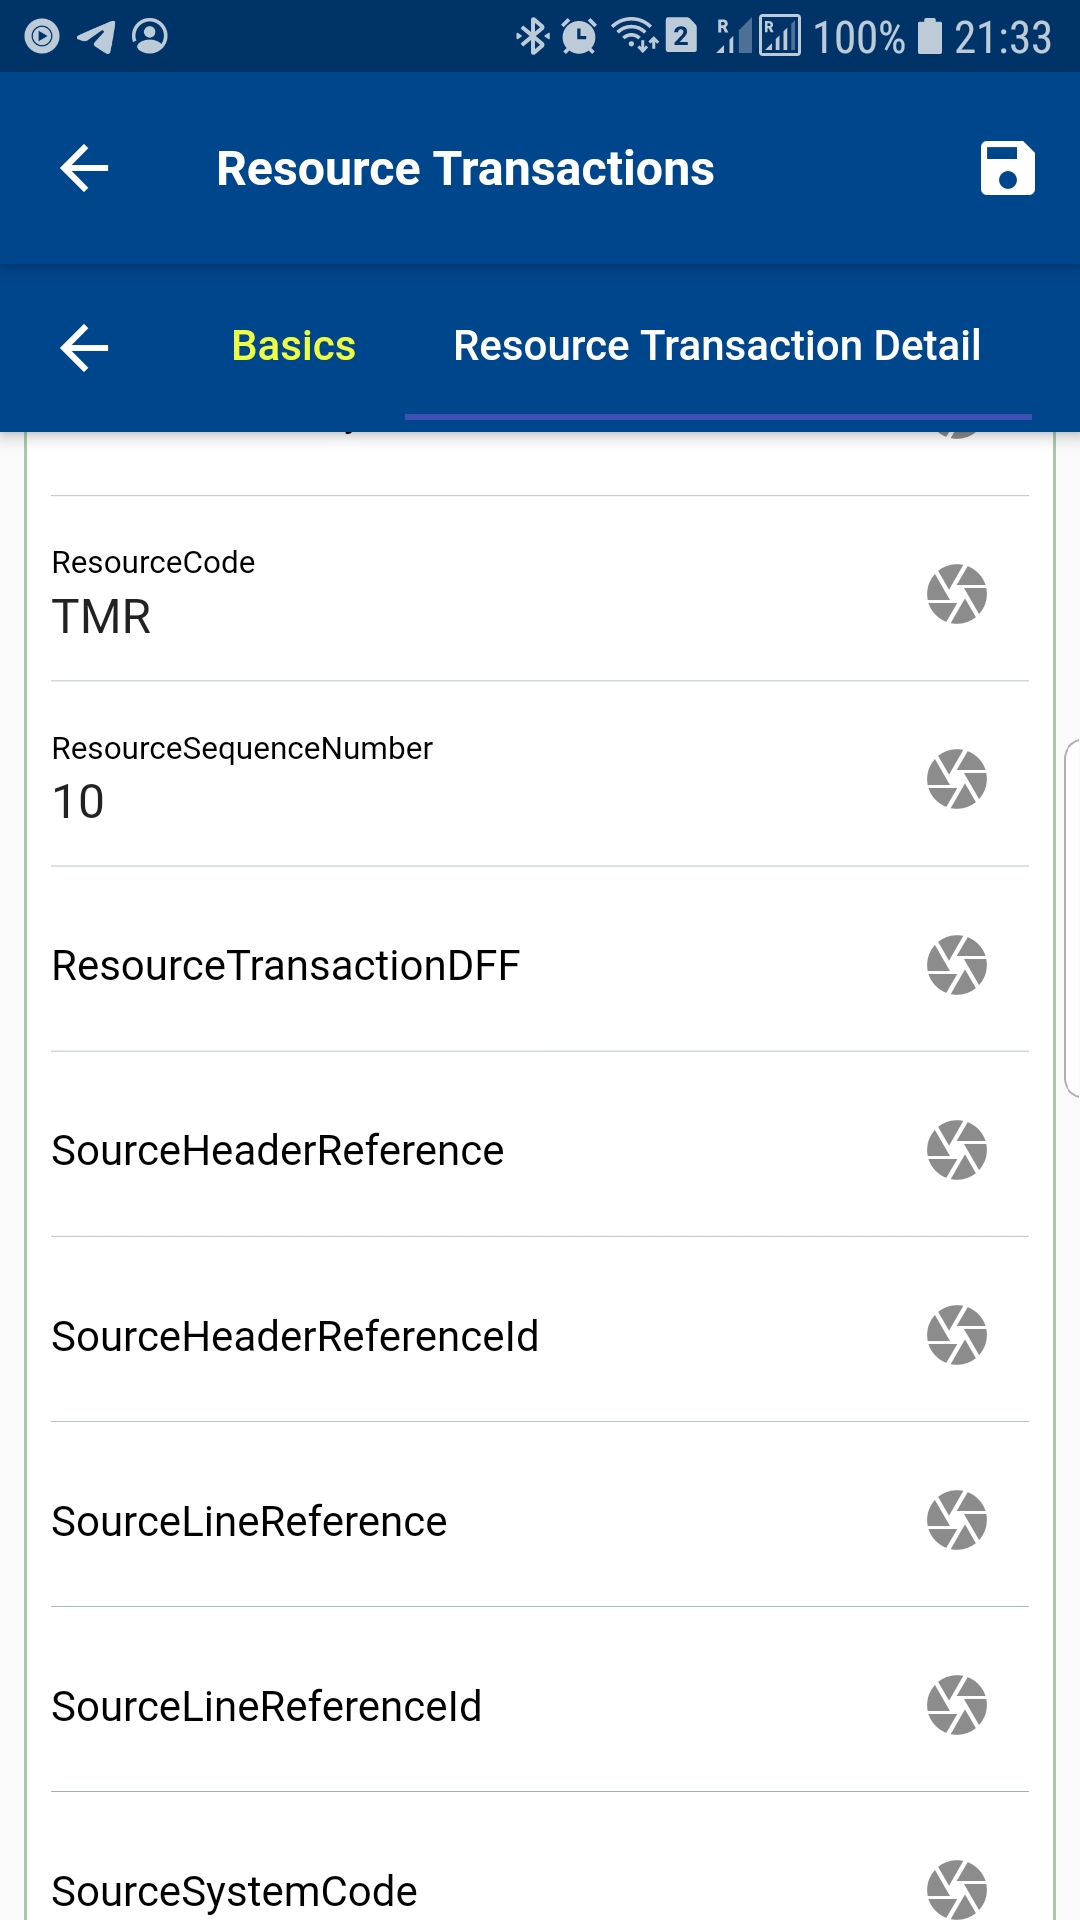 2 R R 100% 21:33
Resource Transactions
Basics Resource Transaction Detail
ResourceCode
TMR
ResourceSequenceNumber
10
ResourceTransactionDFF
SourceHeaderReference
SourceHeaderReferenceId
SourceLineReference
SourceLineReferenceId
SourceSystemCode